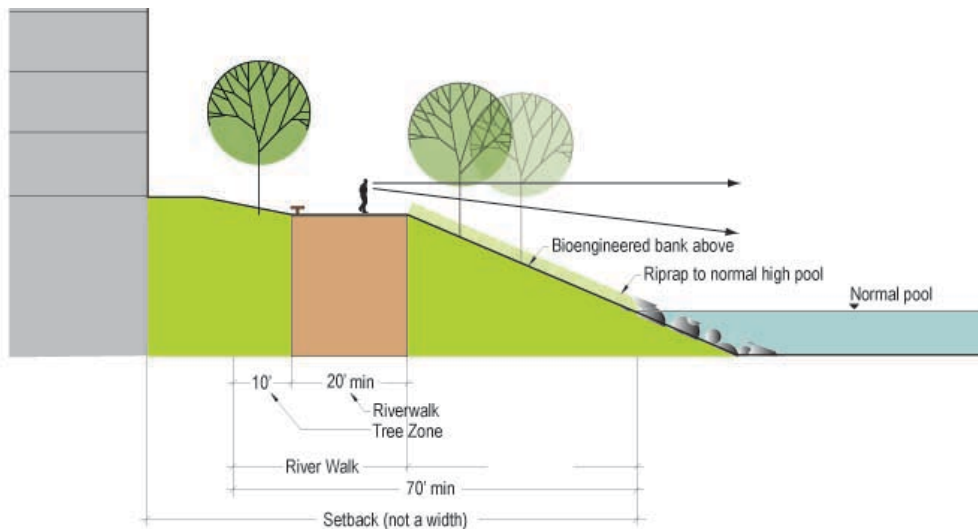 Bioengineered bank above
Riprap to normal high pool
Normal pool
10' 20' min
Riverwalk
Tree Zone
River Walk
70' min
Setback (not a width)